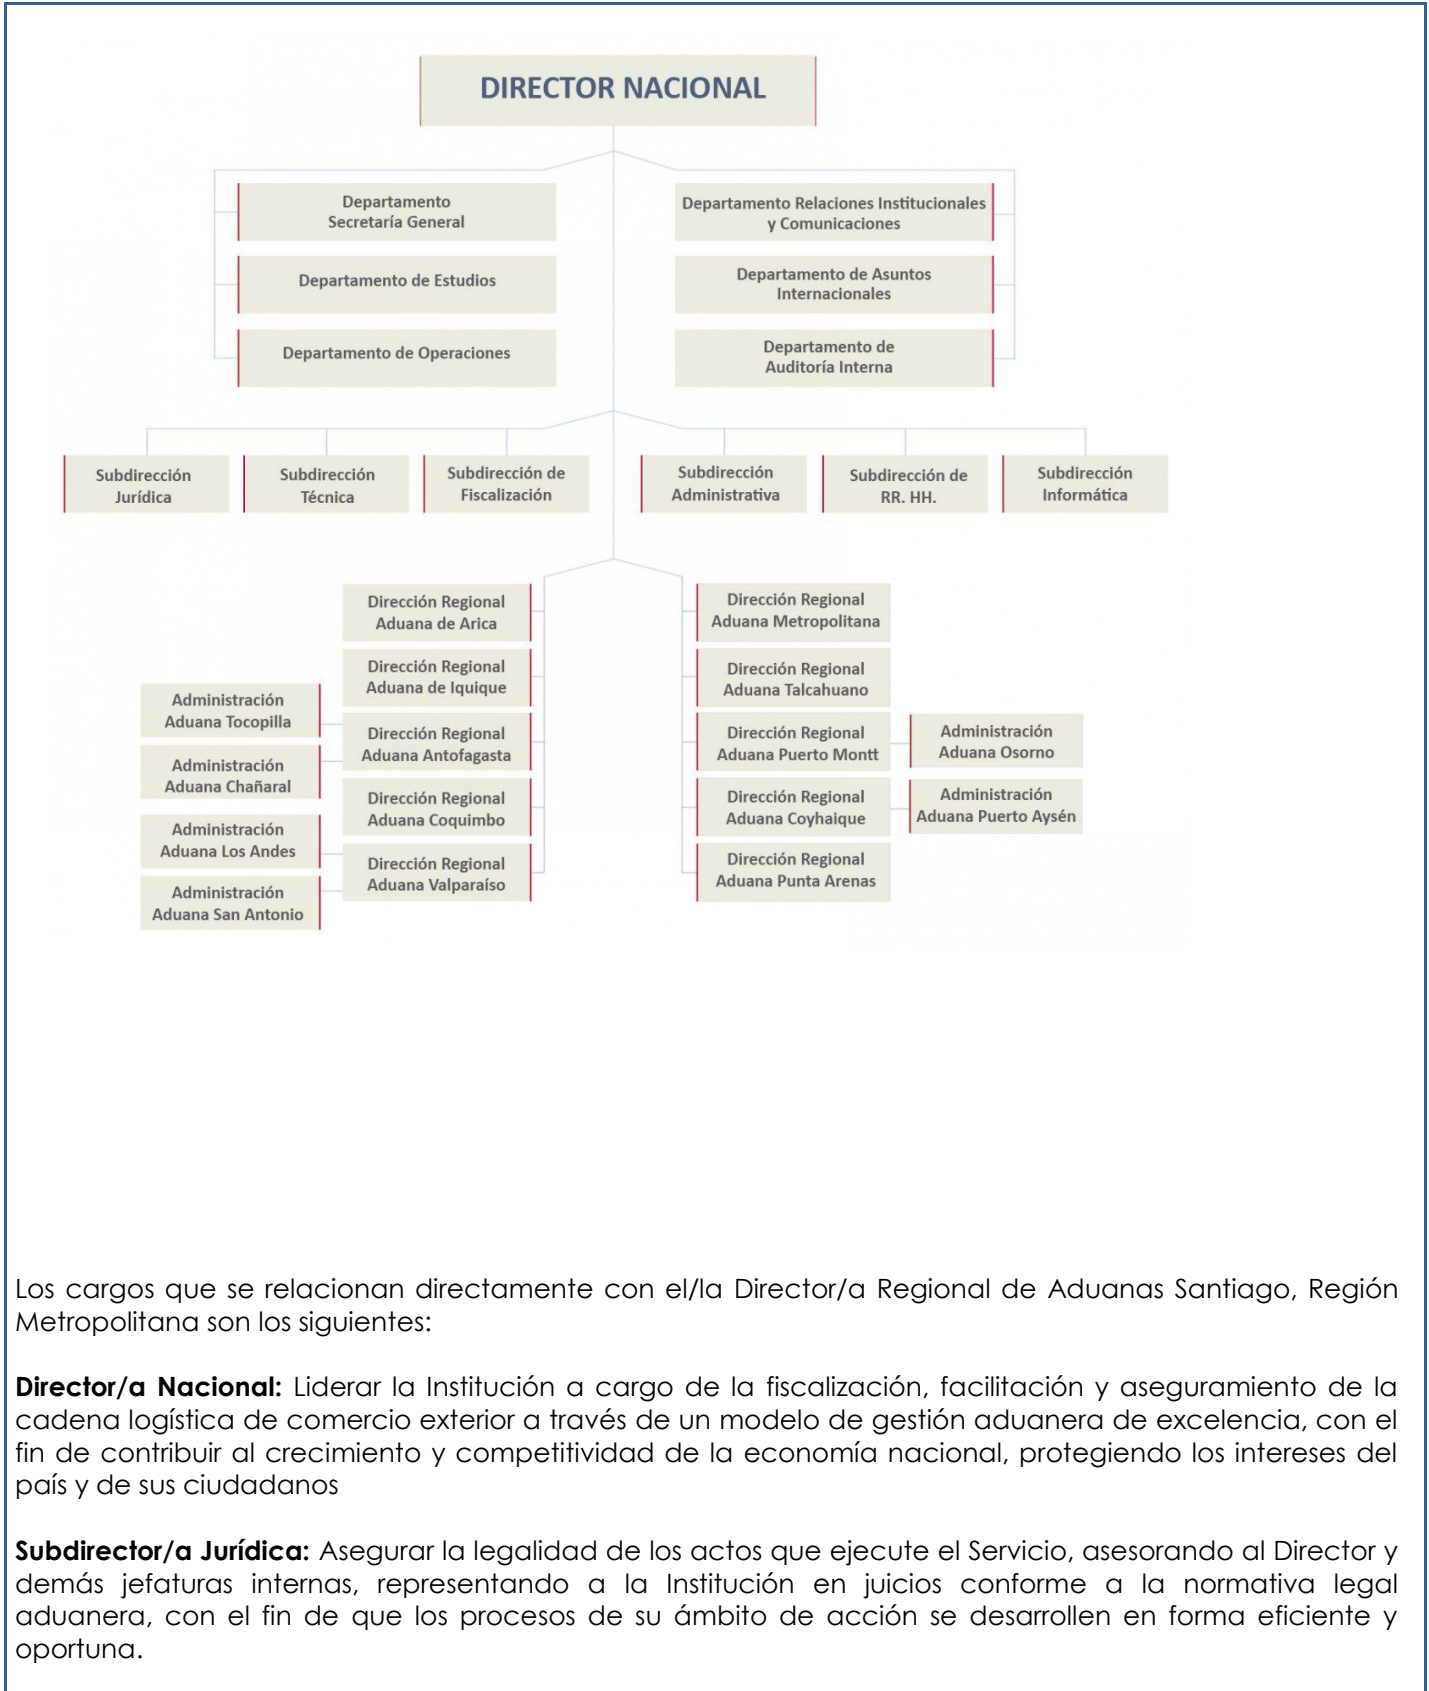 DIRECTOR NACIONAL
Departamento
Secretaría General
Departamento de Estudios
Departamento de Operaciones
Departamento Relaciones Institucionales
y Comunicaciones
Departamento de Asuntos
Internacionales
Departamento de
Auditoría Interna
Subdirección
Jurídica
Subdirección
Técnica
Subdirección de
Fiscalización
Subdirección
Administrativa
Subdirección de
RR. HH.
Subdirección
Informática
Dirección Regional
Aduana de Arica
Dirección Regional
Aduana de Iquique
Dirección Regional
Aduana Antofagasta
Dirección Regional
Aduana Coquimbo
Dirección Regional
Aduana Valparaíso
Administración
Aduana Tocopilla
Administración
Aduana Chañaral
Administración
Aduana Los Andes
Administración
Aduana San Antonio
Dirección Regional
Aduana Metropolitana
Dirección Regional
Aduana Talcahuano
Dirección Regional
Aduana Puerto Montt
Dirección Regional
Aduana Coyhaique
Dirección Regional
Aduana Punta Arenas
Administración
Aduana Osorno
Administración
Aduana Puerto Aysén
Los cargos que se relacionan directamente con el/la Director/a Regional de Aduanas Santiago, Región
Metropolitana son los siguientes:
Director/a Nacional: Liderar la Institución a cargo de la fiscalización, facilitación y aseguramiento de la
cadena logística de comercio exterior a través de un modelo de gestión aduanera de excelencia, con el
fin de contribuir al crecimiento y competitividad de la economía nacional, protegiendo los intereses del
país y de sus ciudadanos
Subdirector/a Jurídica: Asegurar la legalidad de los actos que ejecute el Servicio, asesorando al Director y
demás jefaturas internas, representando a la Institución en juicios conforme a la normativa legal
aduanera, con el fin de que los procesos de su ámbito de acción se desarrollen en forma eficiente y
oportuna.